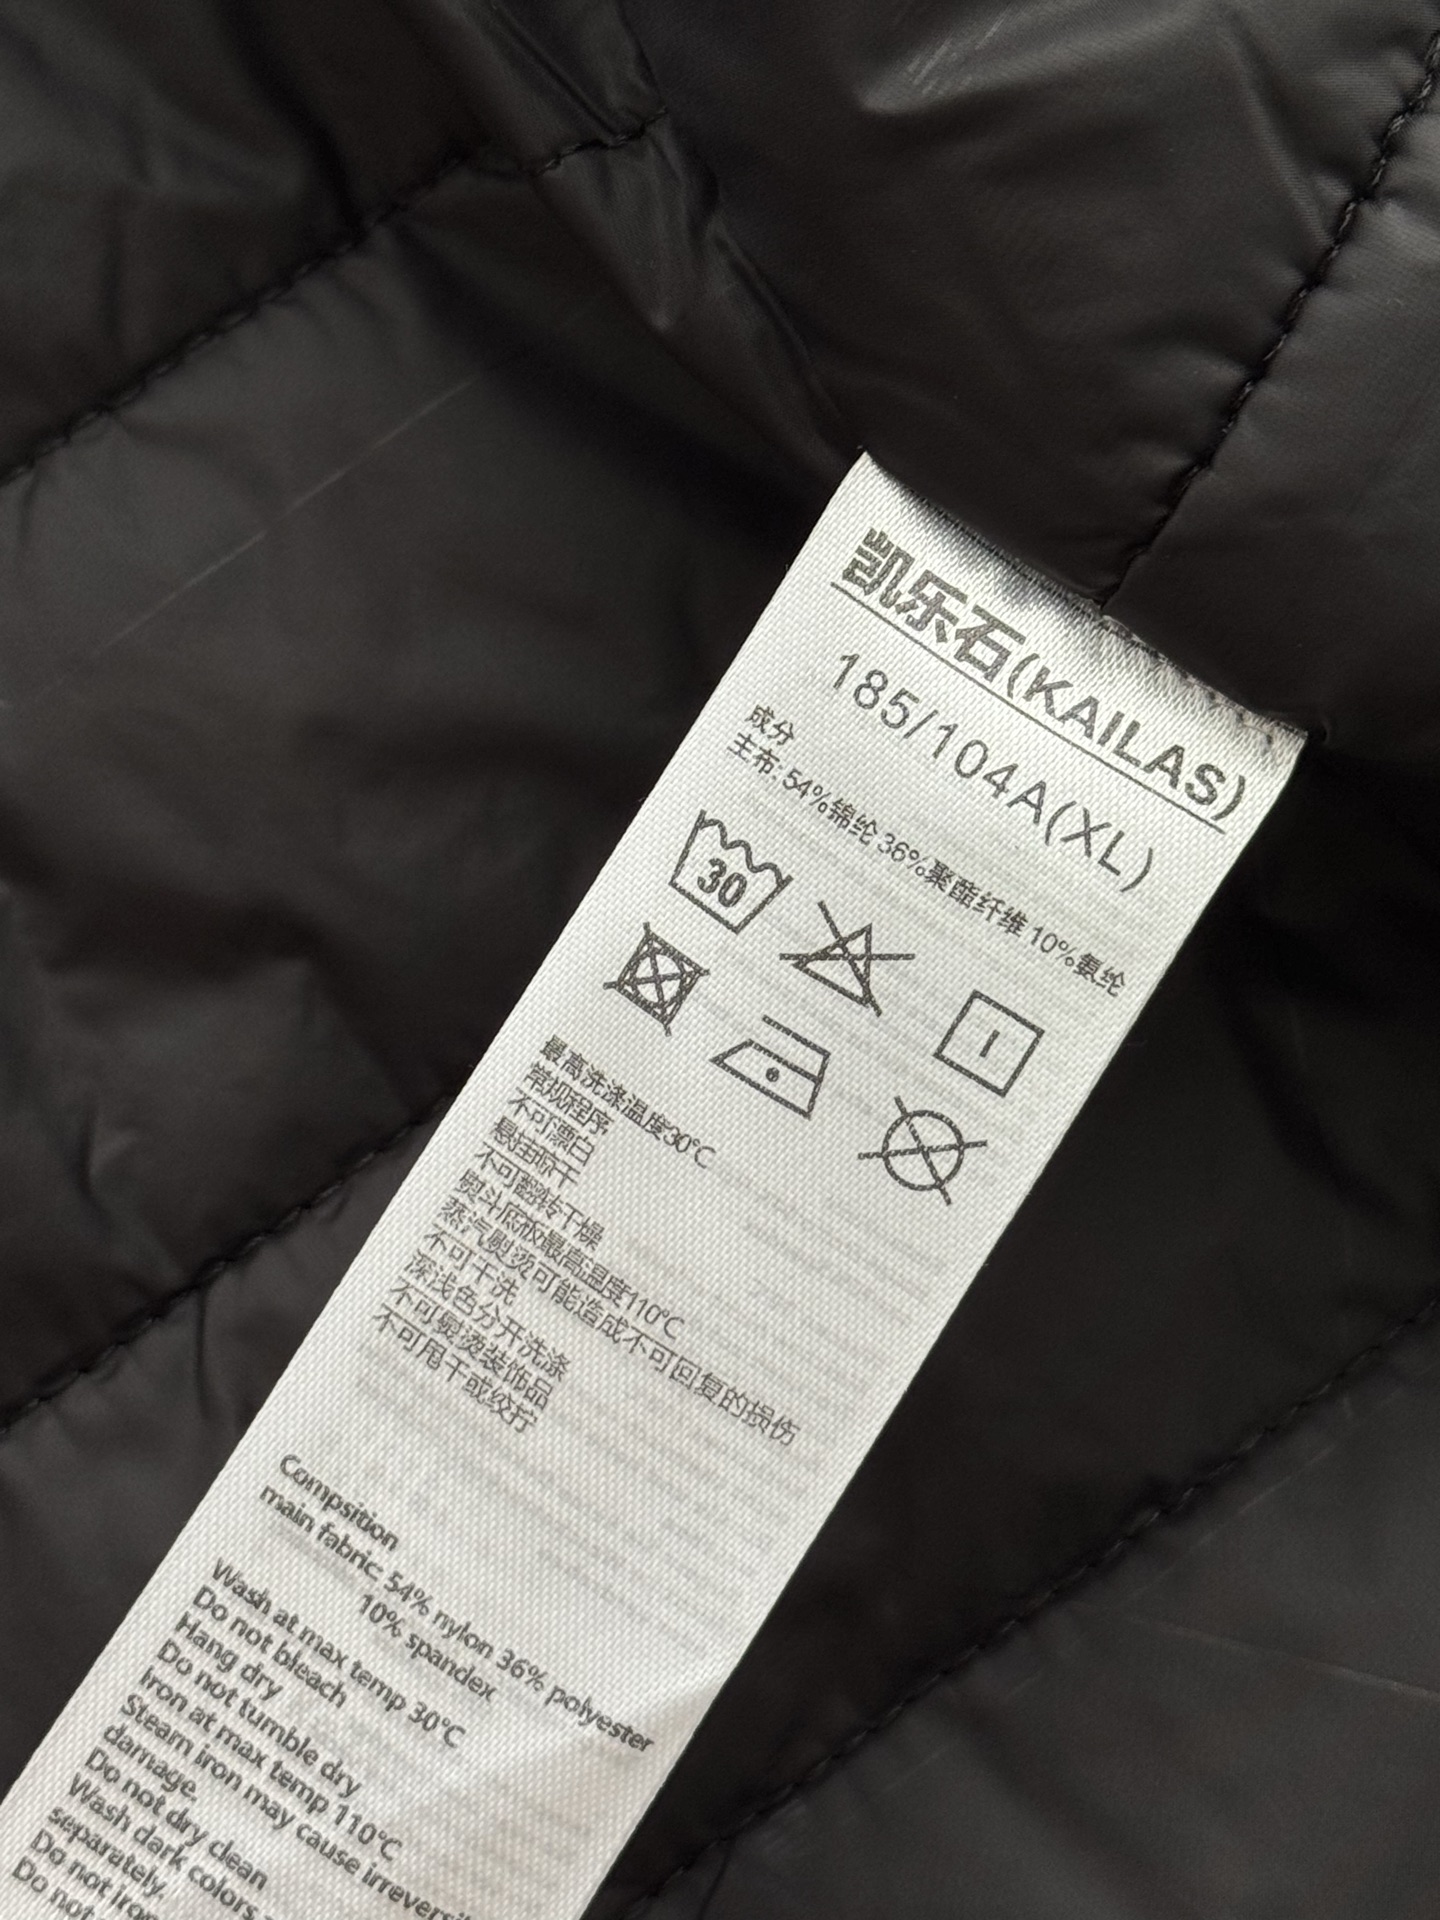 凯乐石(KAILAS)
185/104A(XL)
成分
主布: 54%锦纶 36%聚酯纤维 10%氨纶
30
最高洗涤温度30℃
常规程序
不可漂白
悬挂晾干
不可翻转干燥
熨斗底板最高温度110℃
蒸汽熨烫可能造成不可回复的损伤
不可干洗
深浅色分开洗涤
不可熨烫装饰品
不可甩干或绞拧
Compsition
main fabric: 54% nylon 36% polyester
10% spandex
Wash at max temp 30℃
Do not bleach
Hang dry
Do not tumble dry
Iron at max temp 110℃
Steam iron may cause
damage.
Do not dry clean
Wash dark colors
separately.
Do not iron
Do not